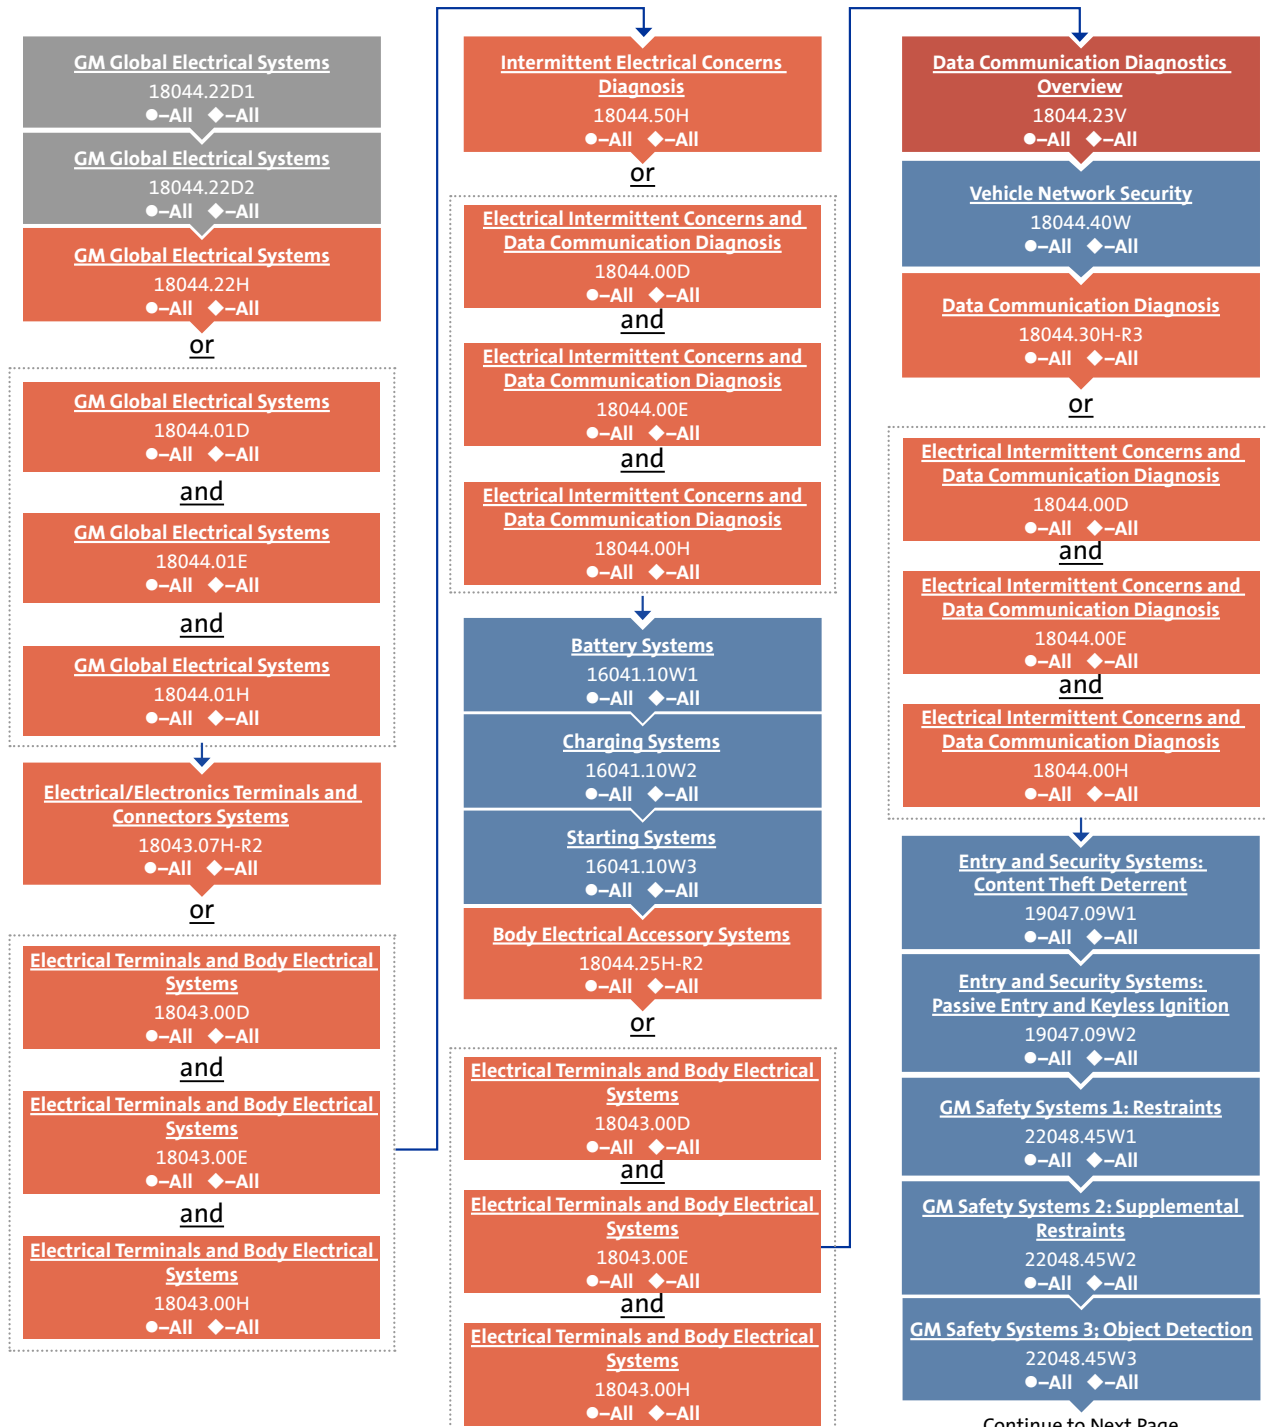 GM Global Electrical Systems
18044.22D1
●–All ◆–All
GM Global Electrical Systems
18044.22D2
●–All ◆–All
GM Global Electrical Systems
18044.22H
●–All ◆–All
or
GM Global Electrical Systems
18044.01D
●–All ◆–All
and
GM Global Electrical Systems
18044.01E
●–All ◆–All
and
GM Global Electrical Systems
18044.01H
●–All ◆–All
Electrical/Electronics Terminals and
Connectors Systems
18043.07H-R2
●–All ◆–All
or
Electrical Terminals and Body Electrical
Systems
18043.00D
●–All ◆–All
and
Electrical Terminals and Body Electrical
Systems
18043.00E
●–All ◆–All
and
Electrical Terminals and Body Electrical
Systems
18043.00H
●–All ◆–All
Intermittent Electrical Concerns
Diagnosis
18044.50H
●–All ◆–All
or
Electrical Intermittent Concerns and
Data Communication Diagnosis
18044.00D
●–All ◆–All
and
Electrical Intermittent Concerns and
Data Communication Diagnosis
18044.00E
●–All ◆–All
and
Electrical Intermittent Concerns and
Data Communication Diagnosis
18044.00H
●–All ◆–All
Battery Systems
16041.10W1
●–All ◆–All
Charging Systems
16041.10W2
●–All ◆–All
Starting Systems
16041.10W3
●–All ◆–All
Body Electrical Accessory Systems
18044.25H-R2
●–All ◆–All
or
Electrical Terminals and Body Electrical
Systems
18043.00D
●–All ◆–All
and
Electrical Terminals and Body Electrical
Systems
18043.00E
●–All ◆–All
and
Electrical Terminals and Body Electrical
Systems
18043.00H
●–All ◆–All
Data Communication Diagnostics
Overview
18044.23V
●–All ◆–All
Vehicle Network Security
18044.40W
●–All ◆–All
Data Communication Diagnosis
18044.30H-R3
●–All ◆–All
or
Electrical Intermittent Concerns and
Data Communication Diagnosis
18044.00D
●–All ◆–All
and
Electrical Intermittent Concerns and
Data Communication Diagnosis
18044.00E
●–All ◆–All
and
Electrical Intermittent Concerns and
Data Communication Diagnosis
18044.00H
●–All ◆–All
Entry and Security Systems:
Content Theft Deterrent
19047.09W1
●–All ◆–All
Entry and Security Systems:
Passive Entry and Keyless Ignition
19047.09W2
●–All ◆–All
GM Safety Systems 1: Restraints
22048.45W1
●–All ◆–All
GM Safety Systems 2: Supplemental
Restraints
22048.45W2
●–All ◆–All
GM Safety Systems 3; Object Detection
22048.45W3
●–All ◆–All
Continue to Next Page